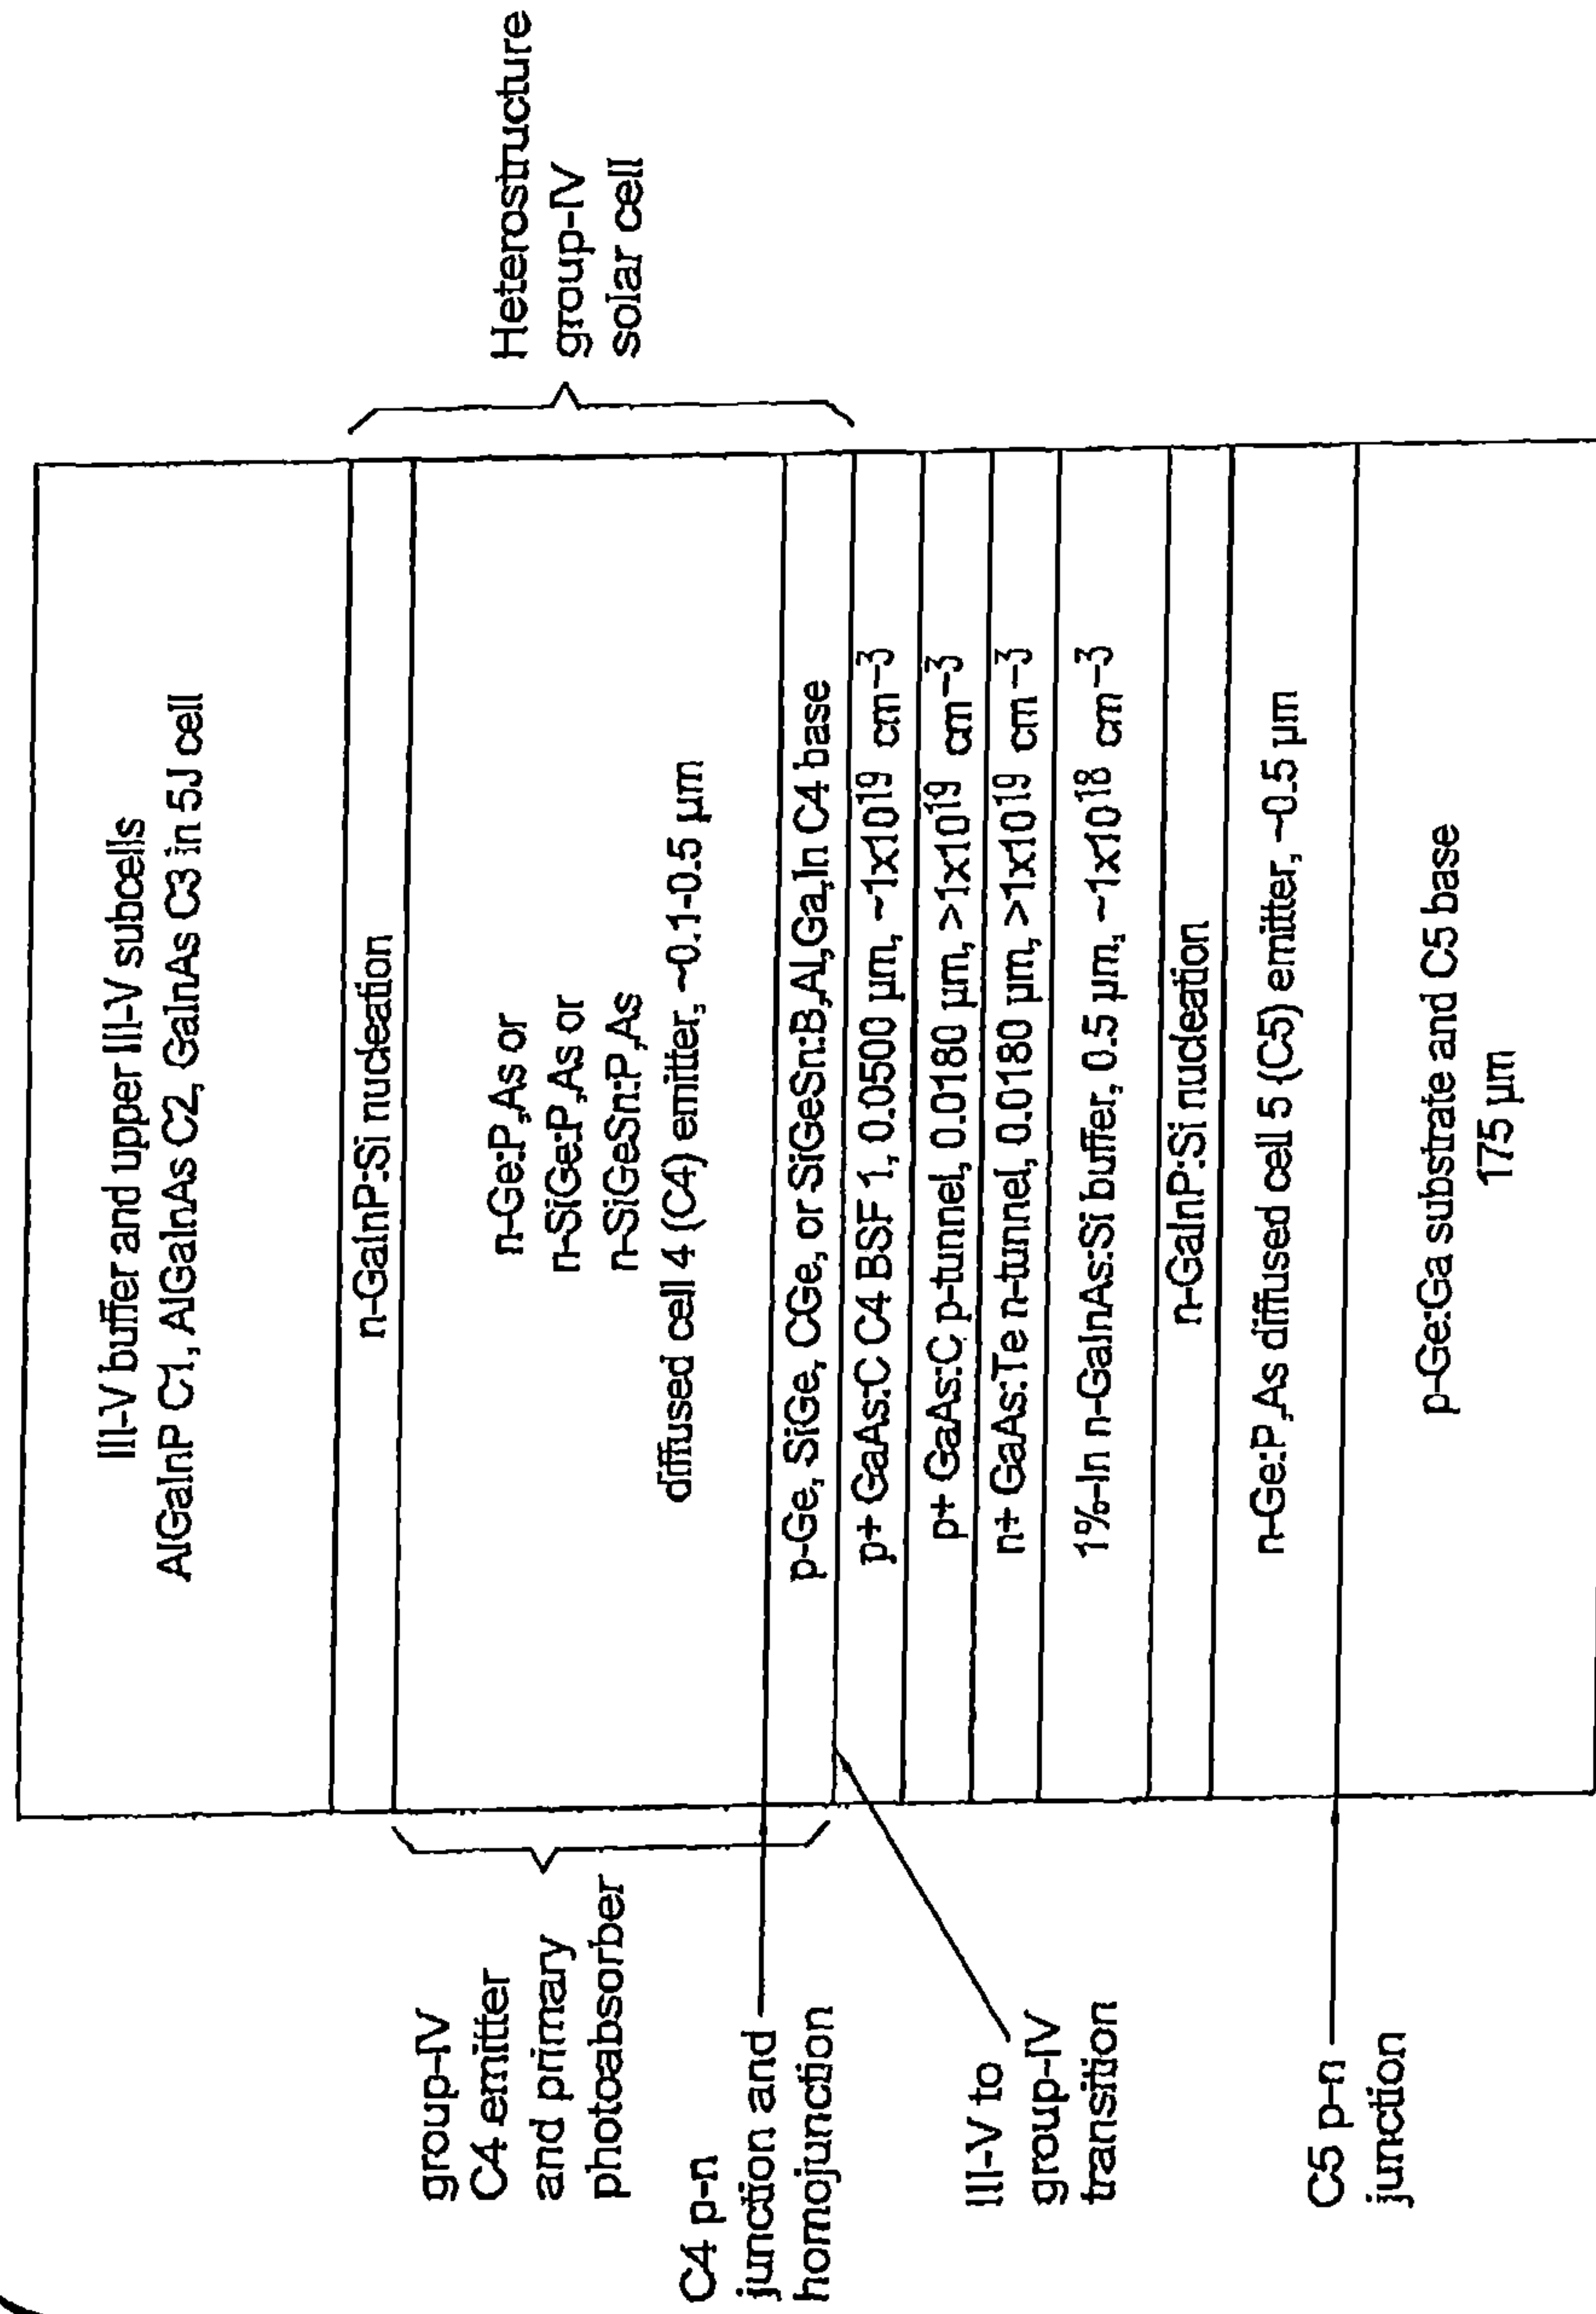 III-V buffer and upper III-V subcells
AlGaInP C1, AlGaInAs C2, GaInAs C3 in 5J cell
n-GaInP:Si nucleation
n-Ge:P,As or
n-SiGe:P,As or
n-SiGeSn:P,As
diffused cell 4 (C4) emitter, ~0.1-0.5 µm
p-Ge, SiGe, CGe, or SiGeSn:B,Al,Ga,In C4 base
p+ GaAs:C C4 BSF 1, 0.0500 µm, ~1x10¹⁹ cm⁻³
p+ GaAs:C p-tunnel, 0.0180 µm, >1x10¹⁹ cm⁻³
n+ GaAs:Te n-tunnel, 0.0180 µm, >1x10¹⁹ cm⁻³
1%-In n-GaInAs:Si buffer, 0.5 µm, ~1x10¹⁸ cm⁻³
n-GaInP:Si nucleation
n-Ge:P,As diffused cell 5 (C5) emitter, ~0.5 µm
p-Ge:Ga substrate and C5 base
175 µm
Heterostructure
group-IV
solar cell
group-IV
C4 emitter
and primary
photoabsorber
C4 p-n
junction and
homojunction
III-V to
group-IV
transition
C5 p-n
junction